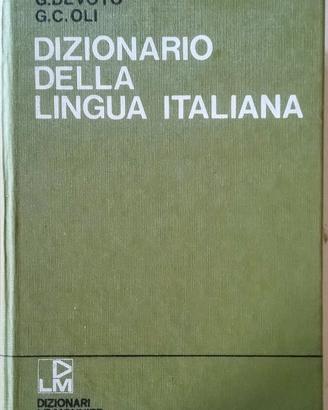 G. DEVOTO
G. C. OLI
DIZIONARIO
DELLA
LINGUA ITALIANA
LM
DIZIONARI